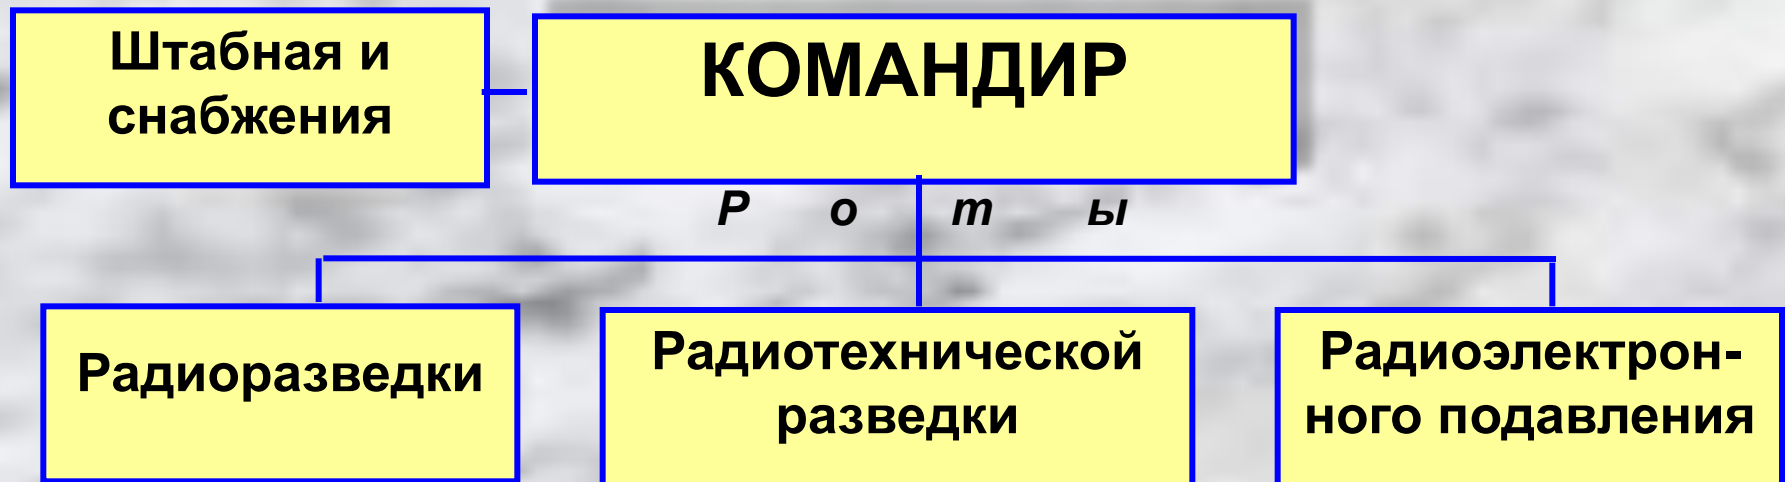 Штабная и
снабжения
КОМАНДИР
Р о т ы
Радиоразведки
Радиотехнической
разведки
Радиоэлектрон-
ного подавления